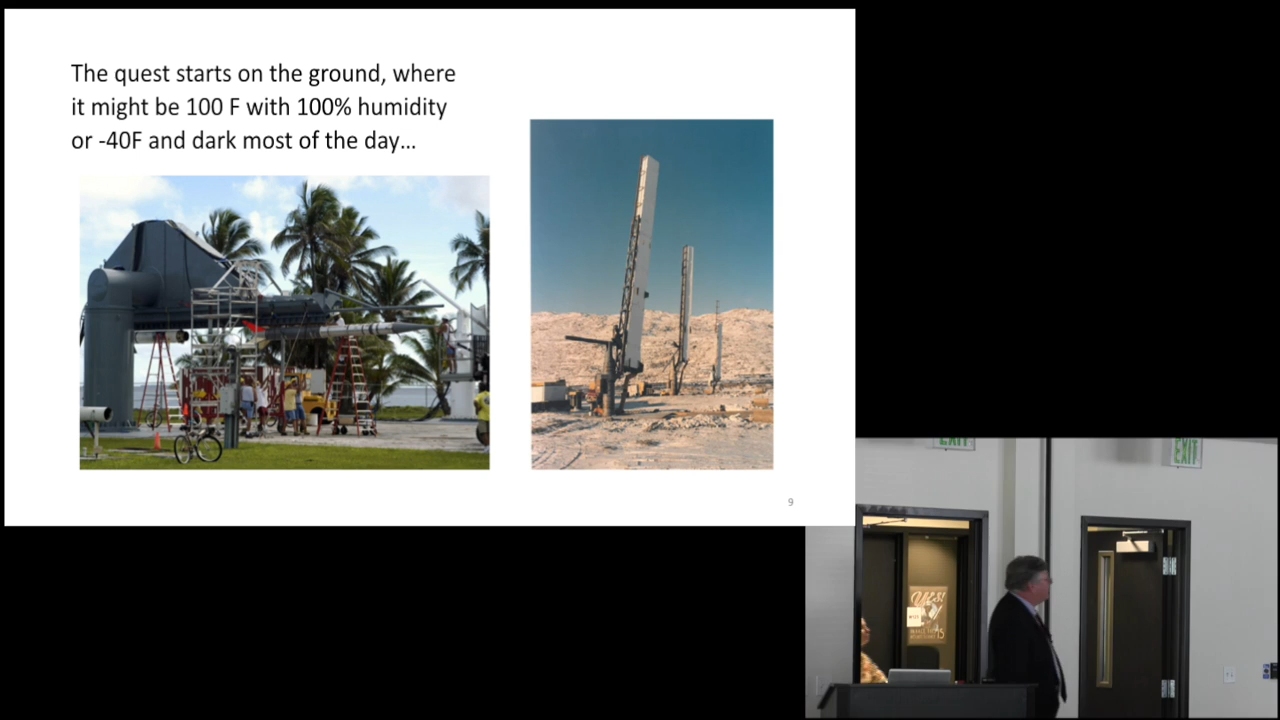 The quest starts on the ground, where
it might be 100 F with 100% humidity
or -40F and dark most of the day...
9
EXIT
EXIT
YES!